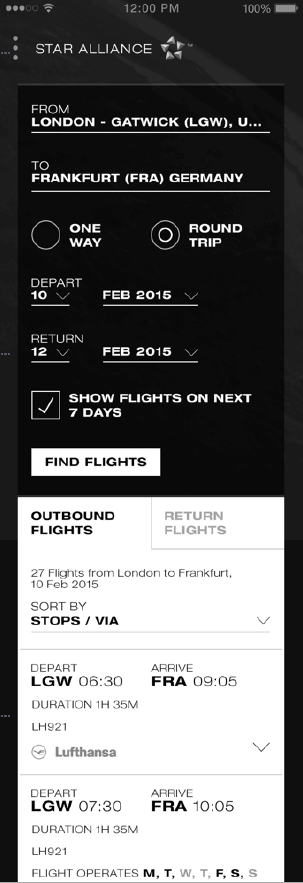 12:00 PM 100%
STAR ALLIANCE
FROM
LONDON - GATWICK (LGW), U...
TO
FRANKFURT (FRA) GERMANY
ONE WAY
ROUND TRIP
DEPART
10 FEB 2015
RETURN
12 FEB 2015
SHOW FLIGHTS ON NEXT
7 DAYS
FIND FLIGHTS
OUTBOUND FLIGHTS
RETURN FLIGHTS
27 Flights from London to Frankfurt,
10 Feb 2015
SORT BY
STOPS / VIA
DEPART ARRIVE
LGW 06:30 FRA 09:05
DURATION 1H 35M
LH921
Lufthansa
DEPART ARRIVE
LGW 07:30 FRA 10:05
DURATION 1H 35M
LH921
FLIGHT OPERATES M, T, W, T, F, S, S